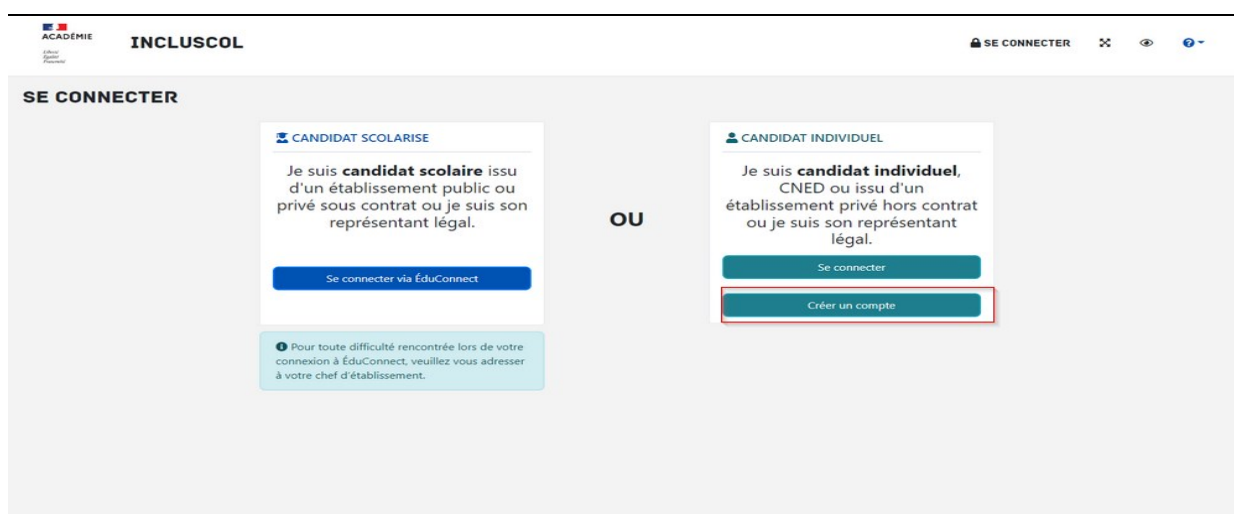 ACADÉMIE
Liberté
Égalité
Fraternité
INCLUSCOL
SE CONNECTER
SE CONNECTER
CANDIDAT SCOLARISE
Je suis candidat scolaire issu
d'un établissement public ou
privé sous contrat ou je suis son
représentant légal.
Se connecter via ÉduConnect
Pour toute difficulté rencontrée lors de votre
connexion à ÉduConnect, veuillez vous adresser
à votre chef d'établissement.
OU
CANDIDAT INDIVIDUEL
Je suis candidat individuel,
CNED ou issu d'un
établissement privé hors contrat
ou je suis son représentant
légal.
Se connecter
Créer un compte